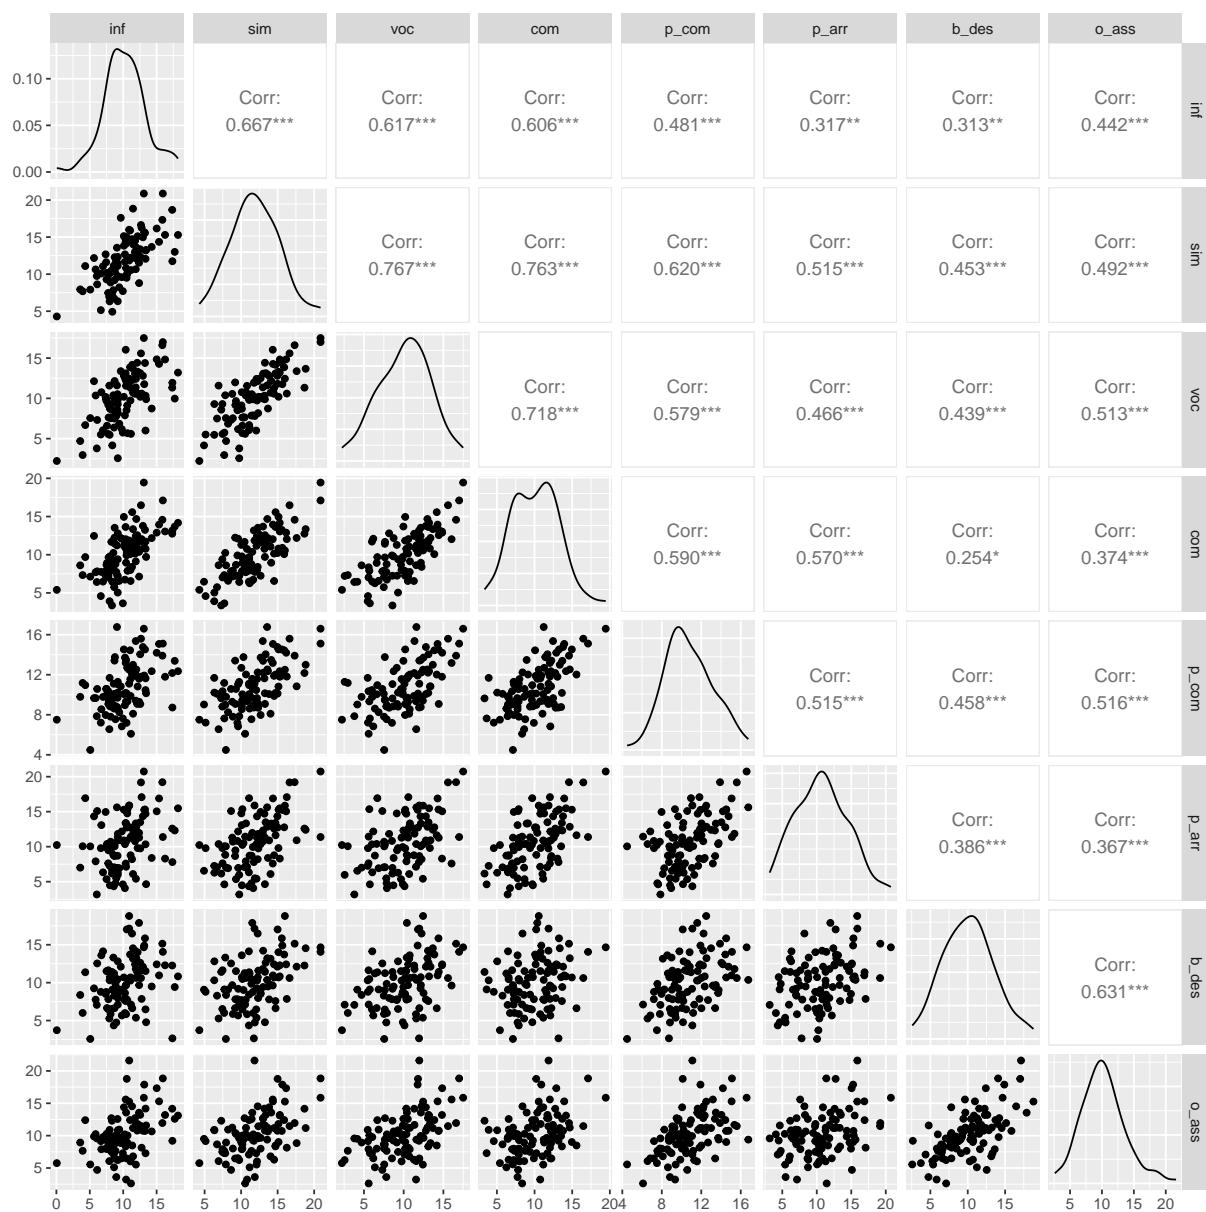 inf sim voc com p_com p_arr b_des o_ass
0.10
0.05
0.00
Corr: Corr: Corr: Corr: Corr: Corr: Corr:
0.667*** 0.617*** 0.606*** 0.481*** 0.317** 0.313** 0.442***
inf
20
15
10
5
Corr: Corr: Corr: Corr: Corr: Corr:
0.767*** 0.763*** 0.620*** 0.515*** 0.453*** 0.492***
sim
15
10
5
Corr: Corr: Corr: Corr: Corr:
0.718*** 0.579*** 0.466*** 0.439*** 0.513***
voc
20
15
10
5
Corr: Corr: Corr: Corr:
0.590*** 0.570*** 0.254* 0.374***
com
16
12
8
4
Corr: Corr: Corr:
0.515*** 0.458*** 0.516***
p_com
20
15
10
5
Corr: Corr:
0.386*** 0.367***
p_arr
15
10
5
Corr:
0.631***
b_des
20
15
10
5
o_ass
0 5 10 15 5 10 15 20 5 10 15 5 10 15 20 4 8 12 16 5 10 15 20 5 10 15 5 10 15 20